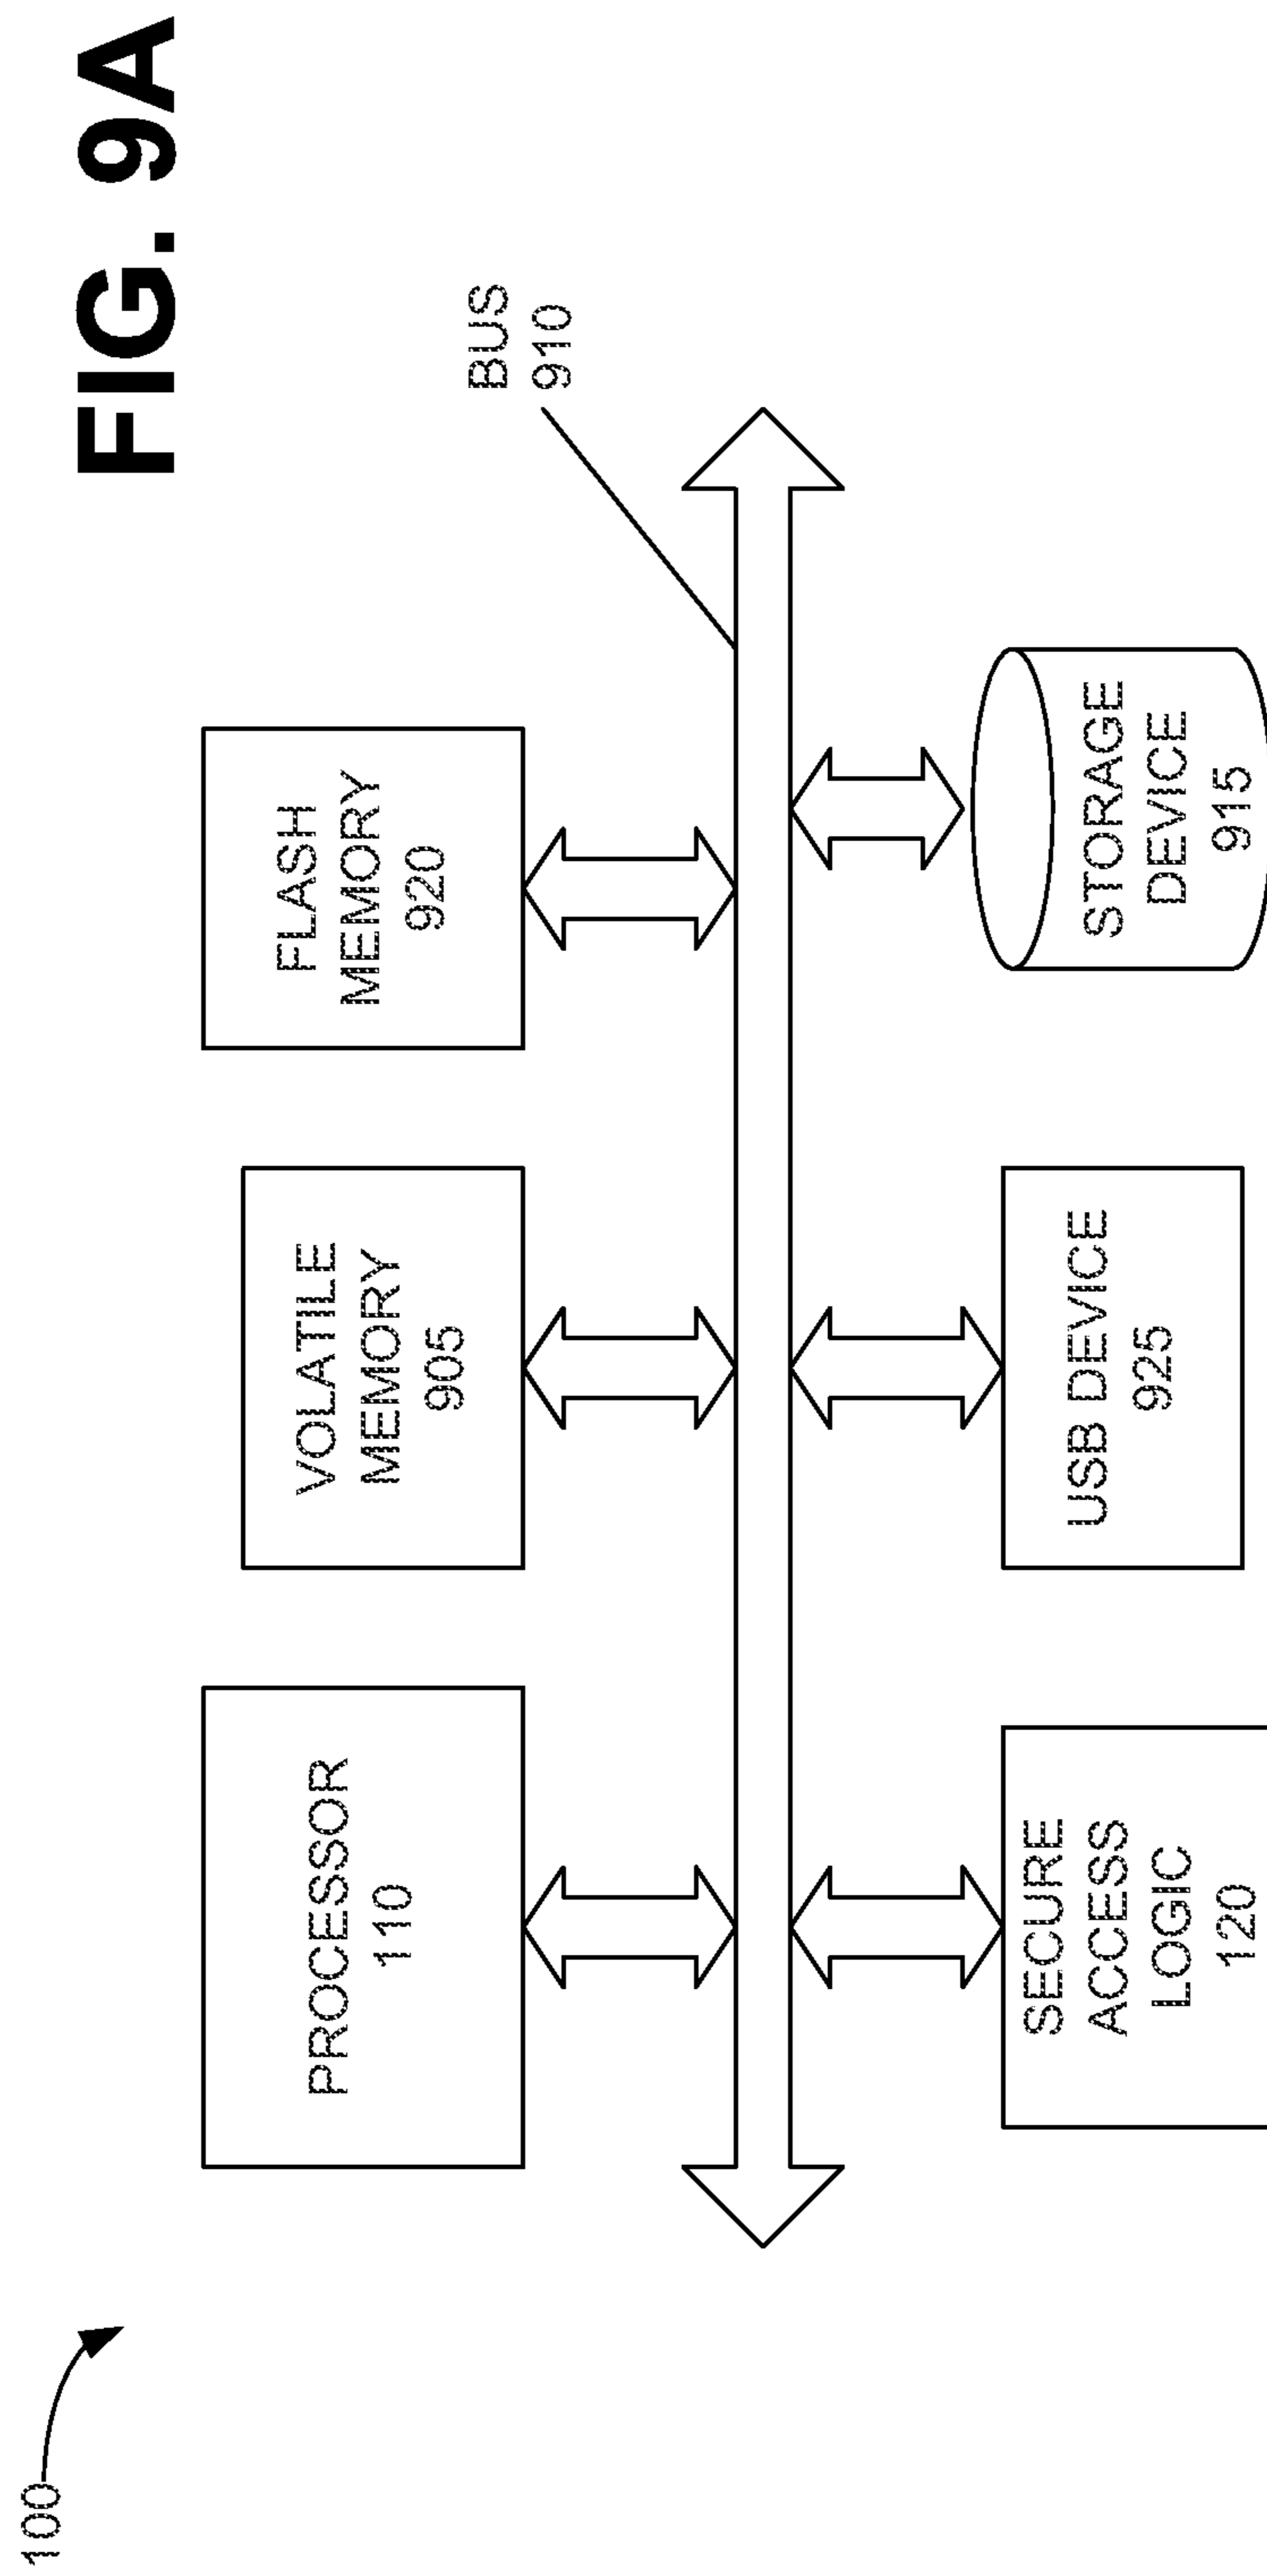 FIG. 9A
100
PROCESSOR
110
VOLATILE
MEMORY
905
FLASH
MEMORY
920
BUS
910
SECURE
ACCESS
LOGIC
120
USB DEVICE
925
STORAGE
DEVICE
915